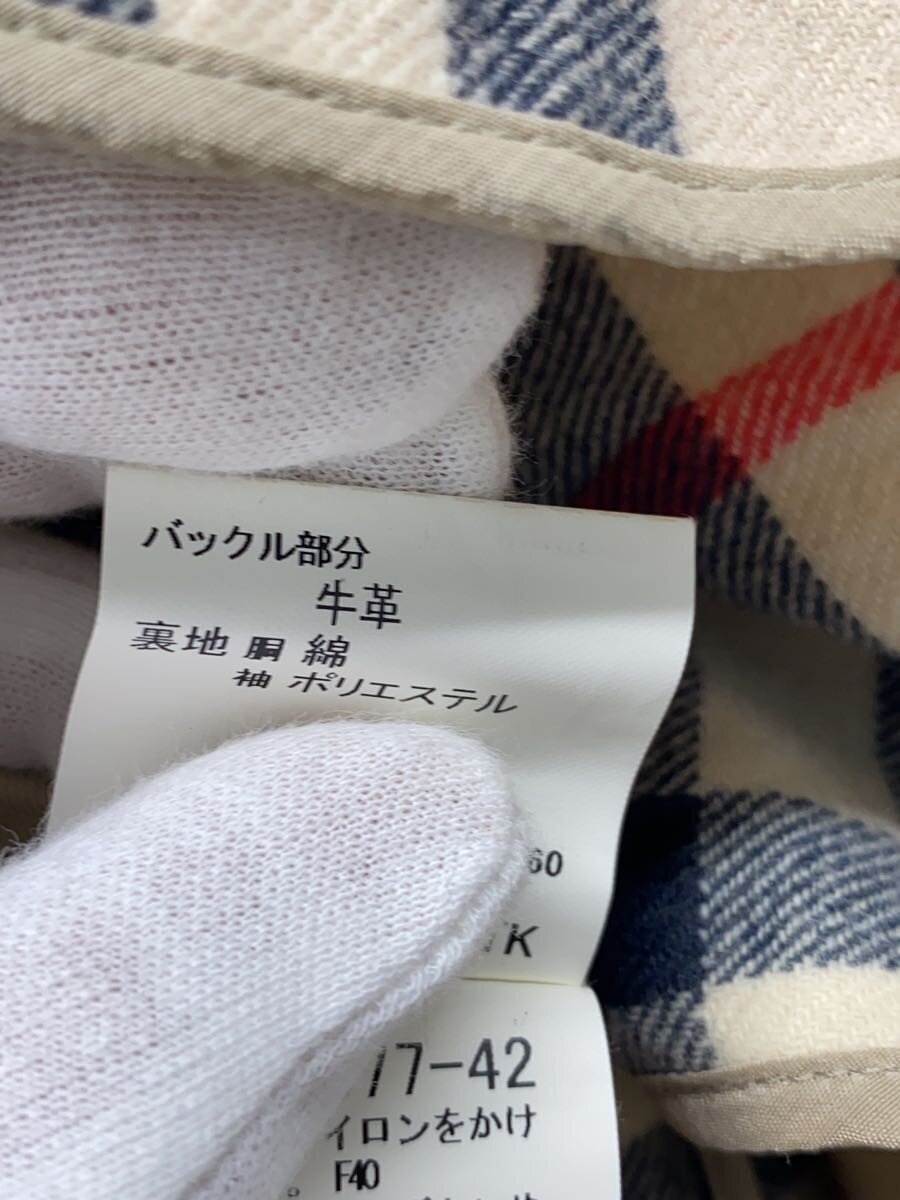 バックル部分
牛革
裏地 胴 綿
袖 ポリエステル
60
K
77-42
イロンをかけ
F40